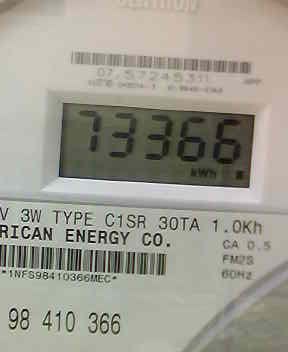 CENTRON
07/57245311
73366
kWh
V 3W TYPE C1SR 30TA 1.0Kh
RICAN ENERGY CO.
CA 0.5
FM2S
60Hz
*1NFS98410366MEC*
98 410 366